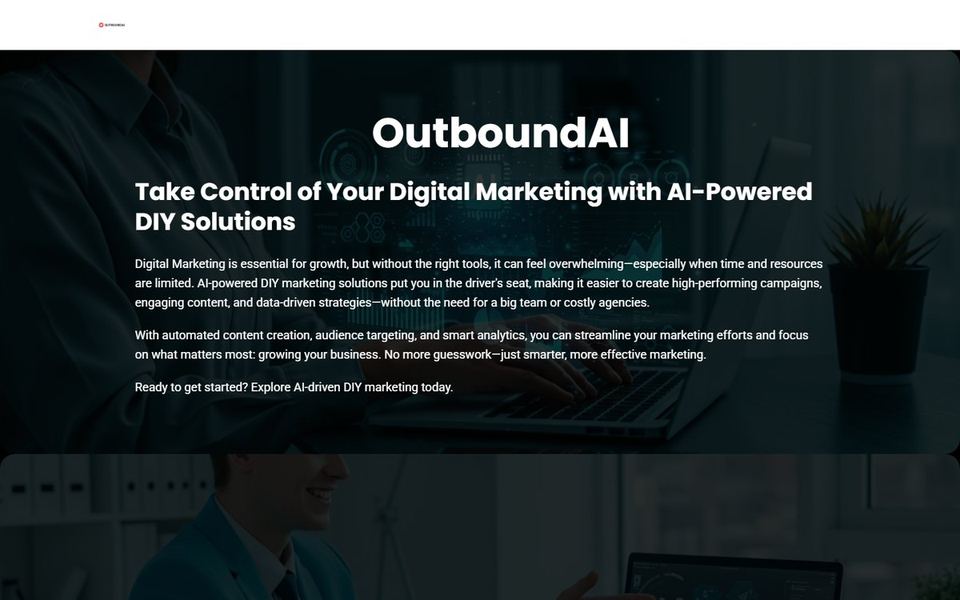 OutboundAI
Take Control of Your Digital Marketing with AI-Powered
DIY Solutions
Digital Marketing is essential for growth, but without the right tools, it can feel overwhelming—especially when time and resources
are limited. AI-powered DIY marketing solutions put you in the driver's seat, making it easier to create high-performing campaigns,
engaging content, and data-driven strategies—without the need for a big team or costly agencies.
With automated content creation, audience targeting, and smart analytics, you can streamline your marketing efforts and focus
on what matters most: growing your business. No more guesswork—just smarter, more effective marketing.
Ready to get started? Explore AI-driven DIY marketing today.